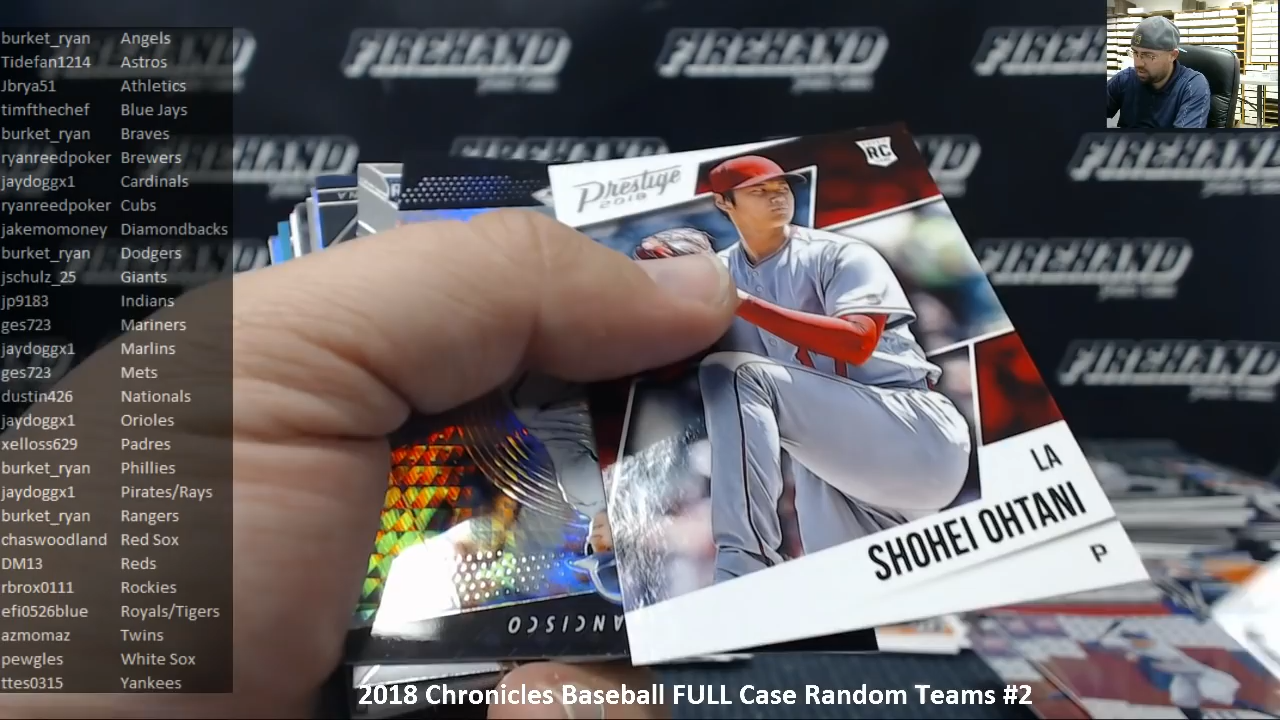 burket_ryan Angels
Tidefan1214 Astros
Jbrya51 Athletics
timfthechef Blue Jays
burket_ryan Braves
ryanreedpoker Brewers
jaydoggx1 Cardinals
ryanreedpoker Cubs
jakemomoney Diamondbacks
burket_ryan Dodgers
jschulz_25 Giants
jp9183 Indians
ges723 Mariners
jaydoggx1 Marlins
ges723 Mets
dustin426 Nationals
jaydoggx1 Orioles
xelloss629 Padres
burket_ryan Phillies
jaydoggx1 Pirates/Rays
burket_ryan Rangers
chaswoodland Red Sox
DM13 Reds
rbrox0111 Rockies
efi0526blue Royals/Tigers
azmomaz Twins
pewgles White Sox
ttes0315 Yankees
FIREHAND
FIREHAND
FIREHAND
FIREHAND
FIREHAND
Prestige
2018
RC
LA
SHOHEI OHTANI
P
2018 Chronicles Baseball FULL Case Random Teams #2